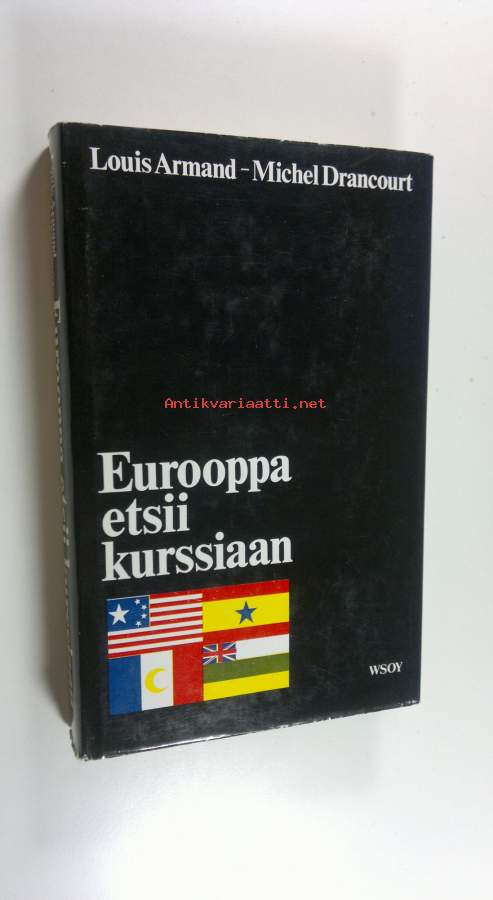 Louis Armand - Michel Drancourt
Antikvariaatti.net
Eurooppa
etsii
kurssiaan
WSOY